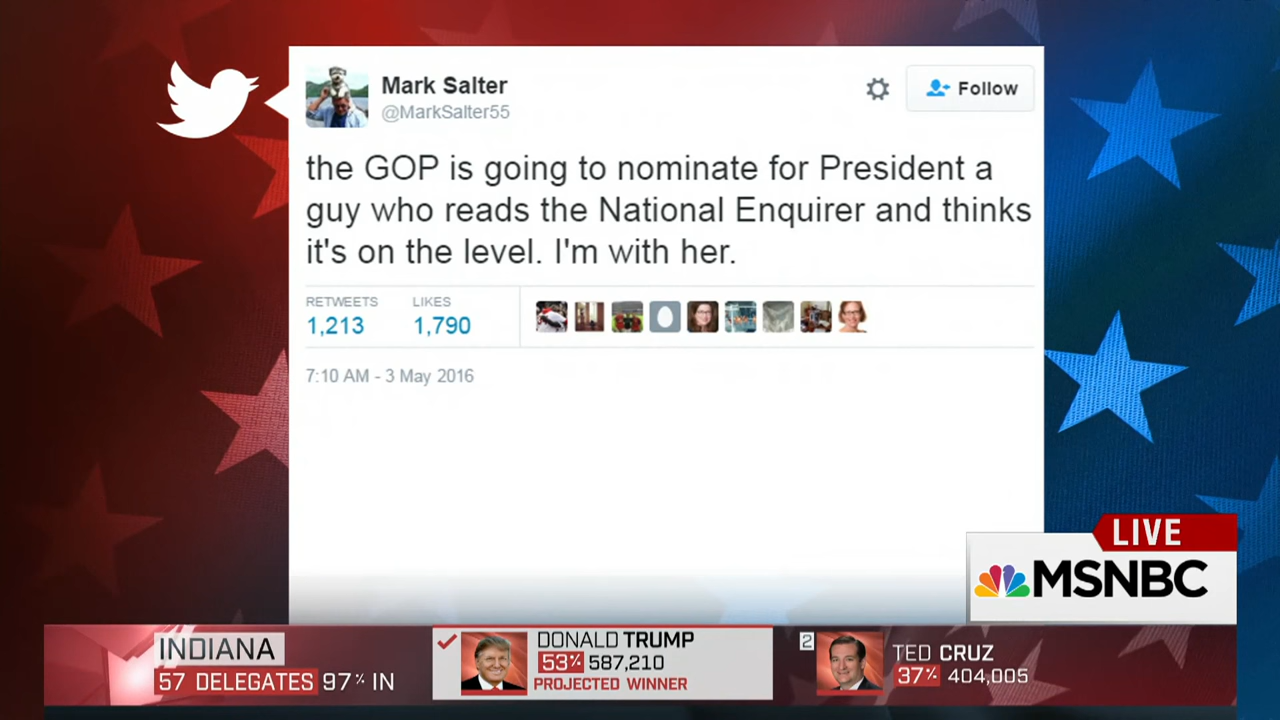 Mark Salter
@MarkSalter55
Follow
the GOP is going to nominate for President a
guy who reads the National Enquirer and thinks
it's on the level. I'm with her.
RETWEETS LIKES
1,213 1,790
7:10 AM - 3 May 2016
LIVE
MSNBC
INDIANA
57 DELEGATES 97% IN
DONALD TRUMP
53% 587,210
PROJECTED WINNER
2
TED CRUZ
37% 404,005